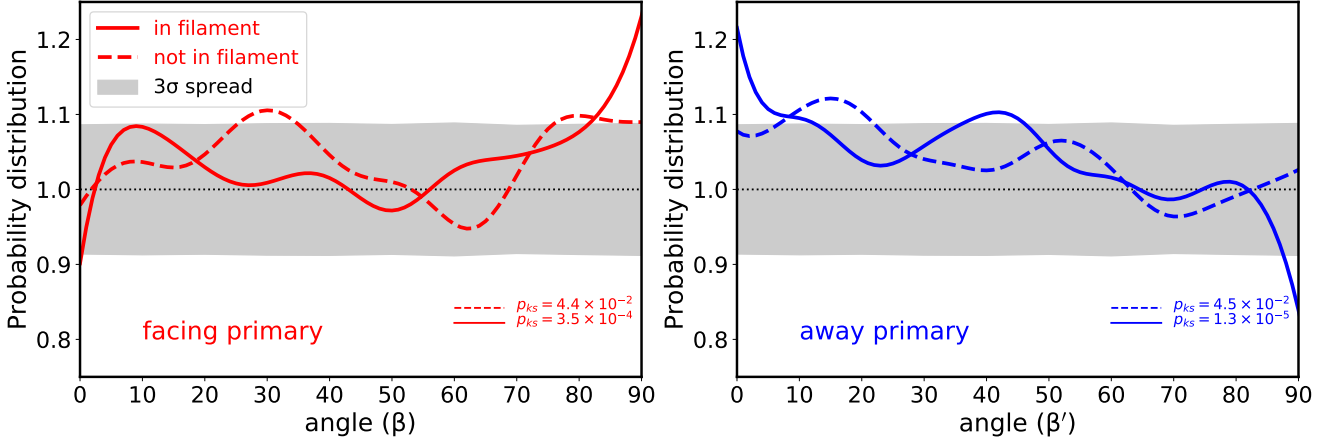 in filament
not in filament
3σ spread
Probability distribution
1.2
1.1
1.0
0.9
0.8
p_ks = 4.4 × 10⁻²
p_ks = 3.5 × 10⁻⁴
facing primary
0 10 20 30 40 50 60 70 80 90
angle (β)
Probability distribution
1.2
1.1
1.0
0.9
0.8
p_ks = 4.5 × 10⁻²
p_ks = 1.3 × 10⁻⁵
away primary
0 10 20 30 40 50 60 70 80 90
angle (β′)